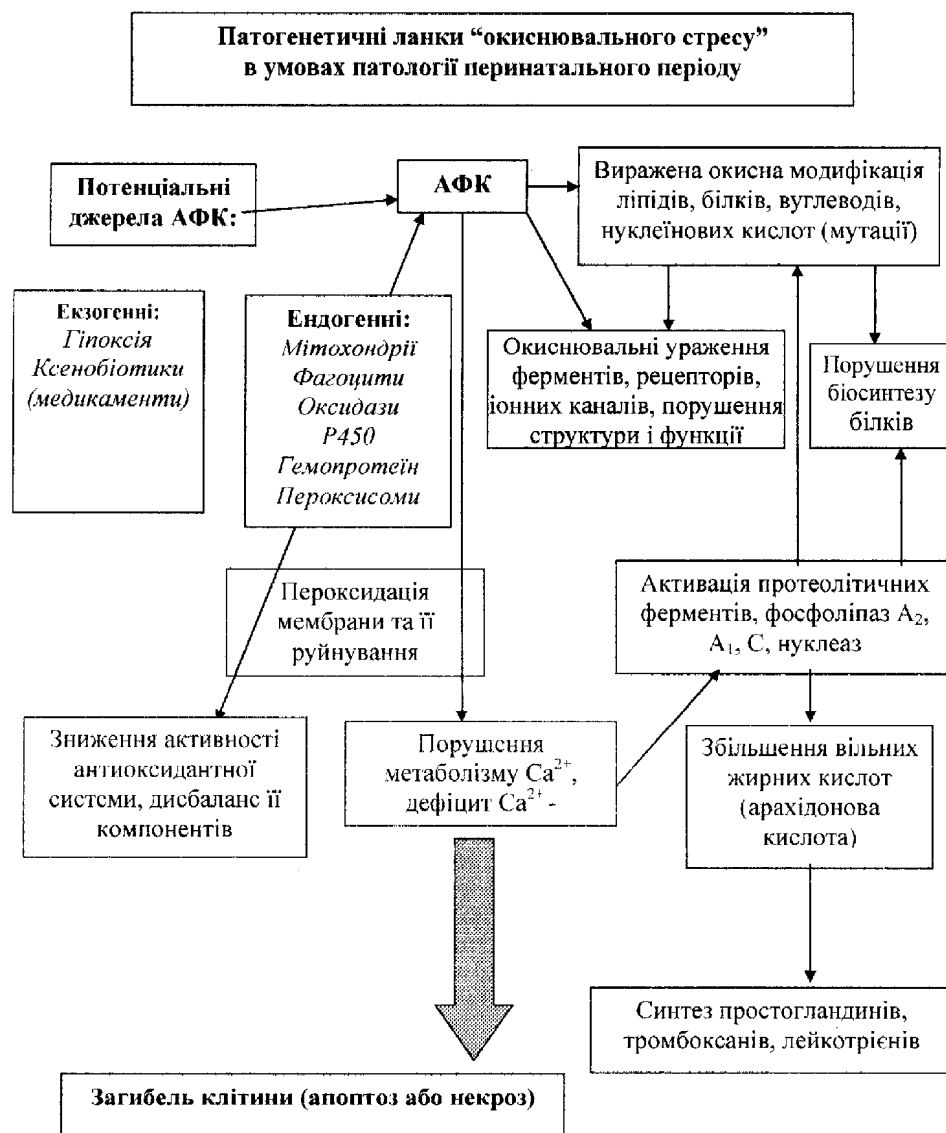 Патогенетичні ланки “окиснювального стресу”
в умовах патології перинатального періоду
Потенціальні
джерела АФК:
АФК
Виражена окисна модифікація
ліпідів, білків, вуглеводів,
нуклеїнових кислот (мутації)
Екзогенні:
Гіпоксія
Ксенобіотики
(медикаменти)
Ендогенні:
Мітохондрії
Фагоцити
Оксидази
P450
Гемопротеїн
Пероксисоми
Окиснювальні ураження
ферментів, рецепторів,
іонних каналів, порушення
структури і функції
Порушення
біосинтезу
білків
Пероксидація
мембрани та її
руйнування
Активація протеолітичних
ферментів, фосфоліпаз A₂,
A₁, C, нуклеаз
Зниження активності
антиоксидантної
системи, дисбаланс її
компонентів
Порушення
метаболізму Ca²⁺,
дефіцит Ca²⁺ -
Збільшення вільних
жирних кислот
(арахідонова
кислота)
Синтез простогландинів,
тромбоксанів, лейкотрієнів
Загибель клітини (апоптоз або некроз)